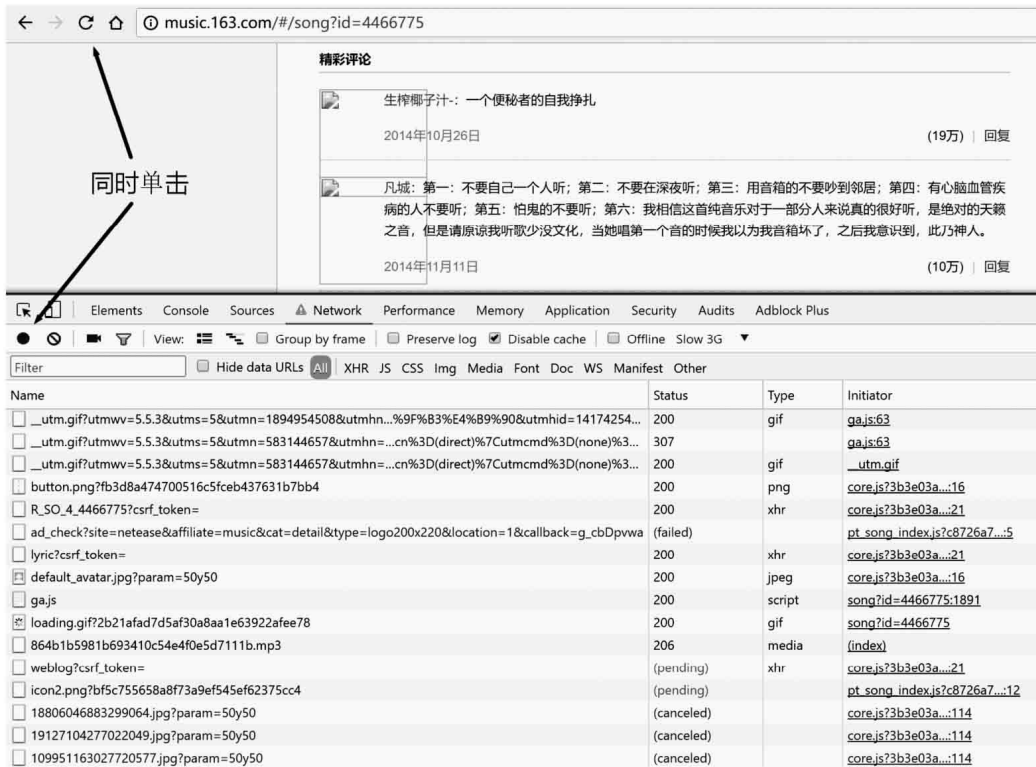 music.163.com/#/song?id=4466775
精彩评论
生榨椰子汁-：一个便秘者的自我挣扎
2014年10月26日 (19万) | 回复
同时单击
凡城：第一：不要自己一个人听；第二：不要在深夜听；第三：用音箱的不要吵到邻居；第四：有心脑血管疾
病的人不要听；第五：怕鬼的不要听；第六：我相信这首纯音乐对于一部分人来说真的很好听，是绝对的天籁
之音，但是请原谅我听歌少没文化，当她唱第一个音的时候我以为我音箱坏了，之后我意识到，此乃神人。
2014年11月11日 (10万) | 回复
Elements Console Sources Network Performance Memory Application Security Audits Adblock Plus
View: Group by frame Preserve log Disable cache Offline Slow 3G
Filter Hide data URLs All XHR JS CSS Img Media Font Doc WS Manifest Other
Name Status Type Initiator
__utm.gif?utmwv=5.5.3&utms=5&utmn=1894954508&utmhn...%9F%B3%E4%B9%90&utmhid=14174254... 200 gif ga.js:63
__utm.gif?utmwv=5.5.3&utms=5&utmn=583144657&utmhn=...cn%3D(direct)%7Cutmcmd%3D(none)%3... 307 ga.js:63
__utm.gif?utmwv=5.5.3&utms=5&utmn=583144657&utmhn=...cn%3D(direct)%7Cutmcmd%3D(none)%3... 200 gif __utm.gif
button.png?fb3d8a474700516c5fceb437631b7bb4 200 png core.js?3b3e03a...:16
R_SO_4_4466775?csrf_token= 200 xhr core.js?3b3e03a...:21
ad_check?site=netease&affiliate=music&cat=detail&type=logo200x220&location=1&callback=g_cbDpvwa (failed) pt_song_index.js?c8726a7...:5
lyric?csrf_token= 200 xhr core.js?3b3e03a...:21
default_avatar.jpg?param=50y50 200 jpeg core.js?3b3e03a...:16
ga.js 200 script song?id=4466775:1891
loading.gif?2b21afad7d5af30a8aa1e63922afee78 200 gif song?id=4466775
864b1b5981b693410c54e4f0e5d7111b.mp3 206 media (index)
weblog?csrf_token= (pending) xhr core.js?3b3e03a...:21
icon2.png?bf5c755658a8f73a9ef545ef62375cc4 (pending) pt_song_index.js?c8726a7...:12
18806046883299064.jpg?param=50y50 (canceled) core.js?3b3e03a...:114
19127104277022049.jpg?param=50y50 (canceled) core.js?3b3e03a...:114
109951163027720577.jpg?param=50y50 (canceled) core.js?3b3e03a...:114